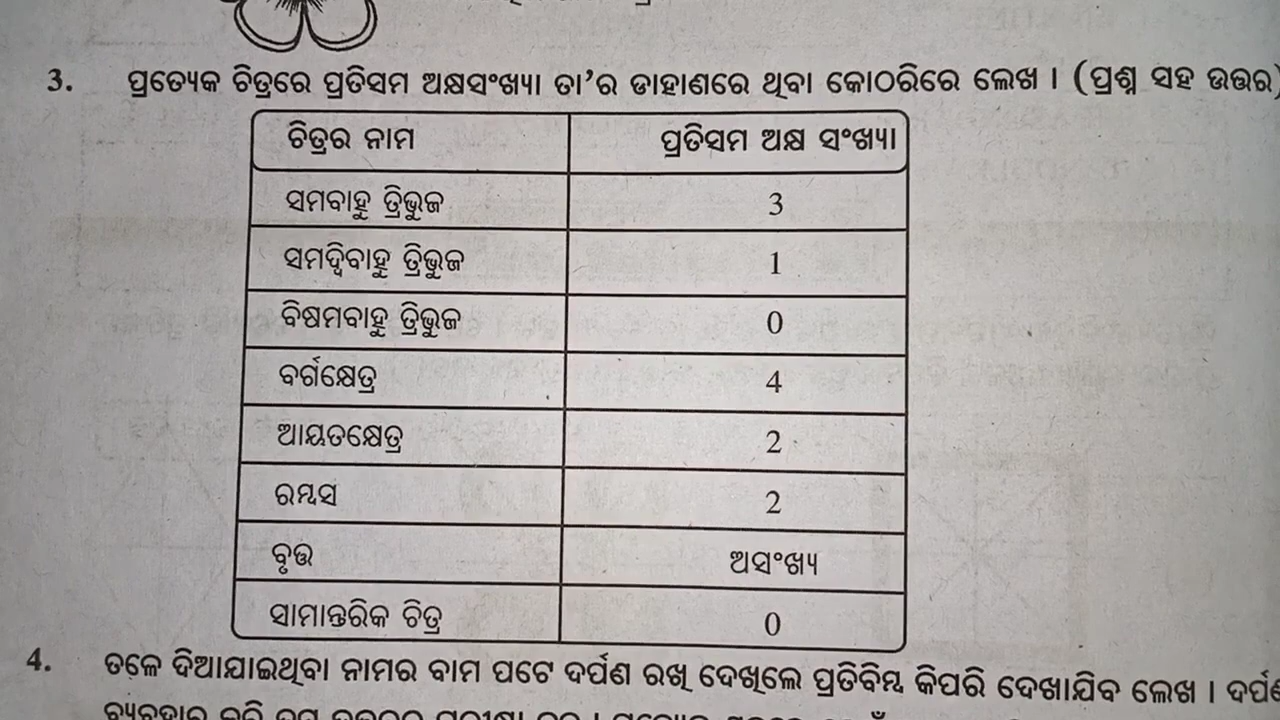 3. ପ୍ରତ୍ୟେକ ଚିତ୍ରରେ ପ୍ରତିସମ ଅକ୍ଷସଂଖ୍ୟା ତା’ର ଡାହାଣରେ ଥିବା କୋଠରିରେ ଲେଖ । (ପ୍ରଶ୍ନ ସହ ଉତ୍ତର)
ଚିତ୍ରର ନାମ ପ୍ରତିସମ ଅକ୍ଷ ସଂଖ୍ୟା
ସମବାହୁ ତ୍ରିଭୁଜ 3
ସମଦ୍ବିବାହୁ ତ୍ରିଭୁଜ 1
ବିଷମବାହୁ ତ୍ରିଭୁଜ 0
ବର୍ଗକ୍ଷେତ୍ର 4
ଆୟତକ୍ଷେତ୍ର 2
ରମ୍ବସ 2
ବୃତ୍ତ ଅସଂଖ୍ୟ
ସାମାନ୍ତରିକ ଚିତ୍ର 0
4. ତଳେ ଦିଆଯାଇଥିବା ନାମର ବାମ ପଟେ ଦର୍ପଣ ରଖି ଦେଖିଲେ ପ୍ରତିବିମ୍ବ କିପରି ଦେଖାଯିବ ଲେଖ । ଦର୍ପଣ